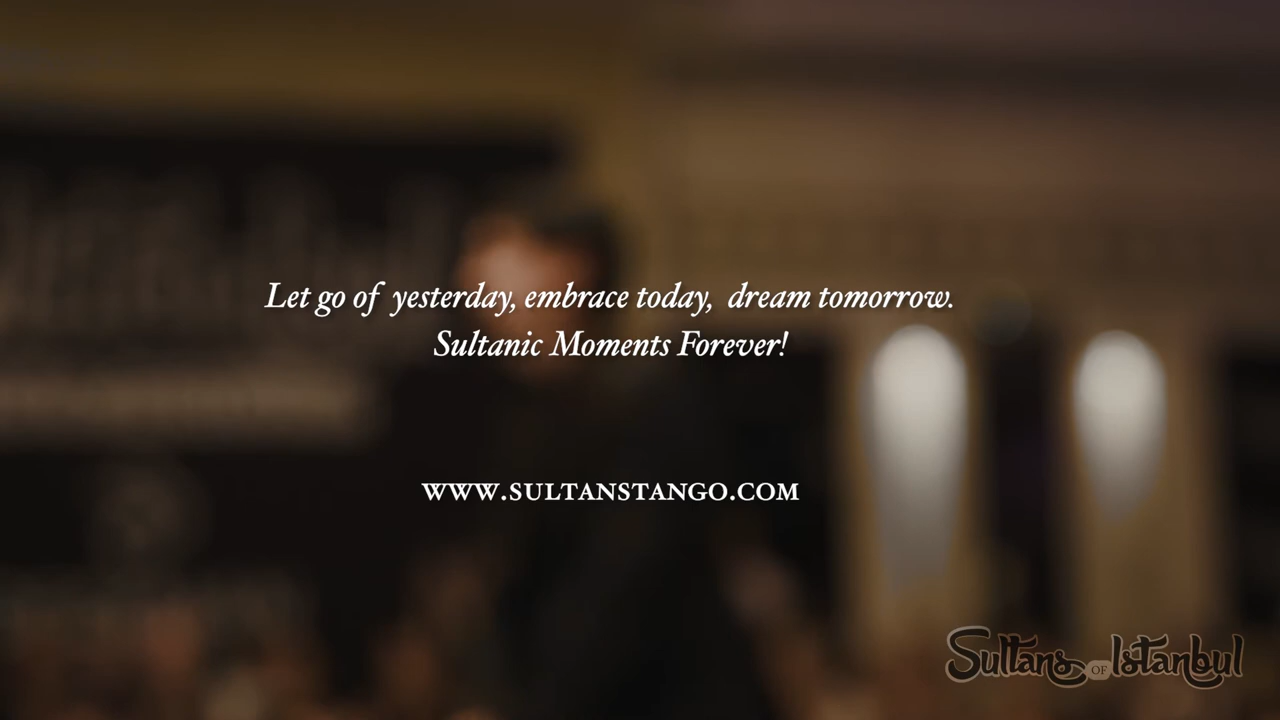 Let go of yesterday, embrace today, dream tomorrow.
Sultanic Moments Forever!
WWW.SULTANSTANGO.COM
Sultans OF Istanbul